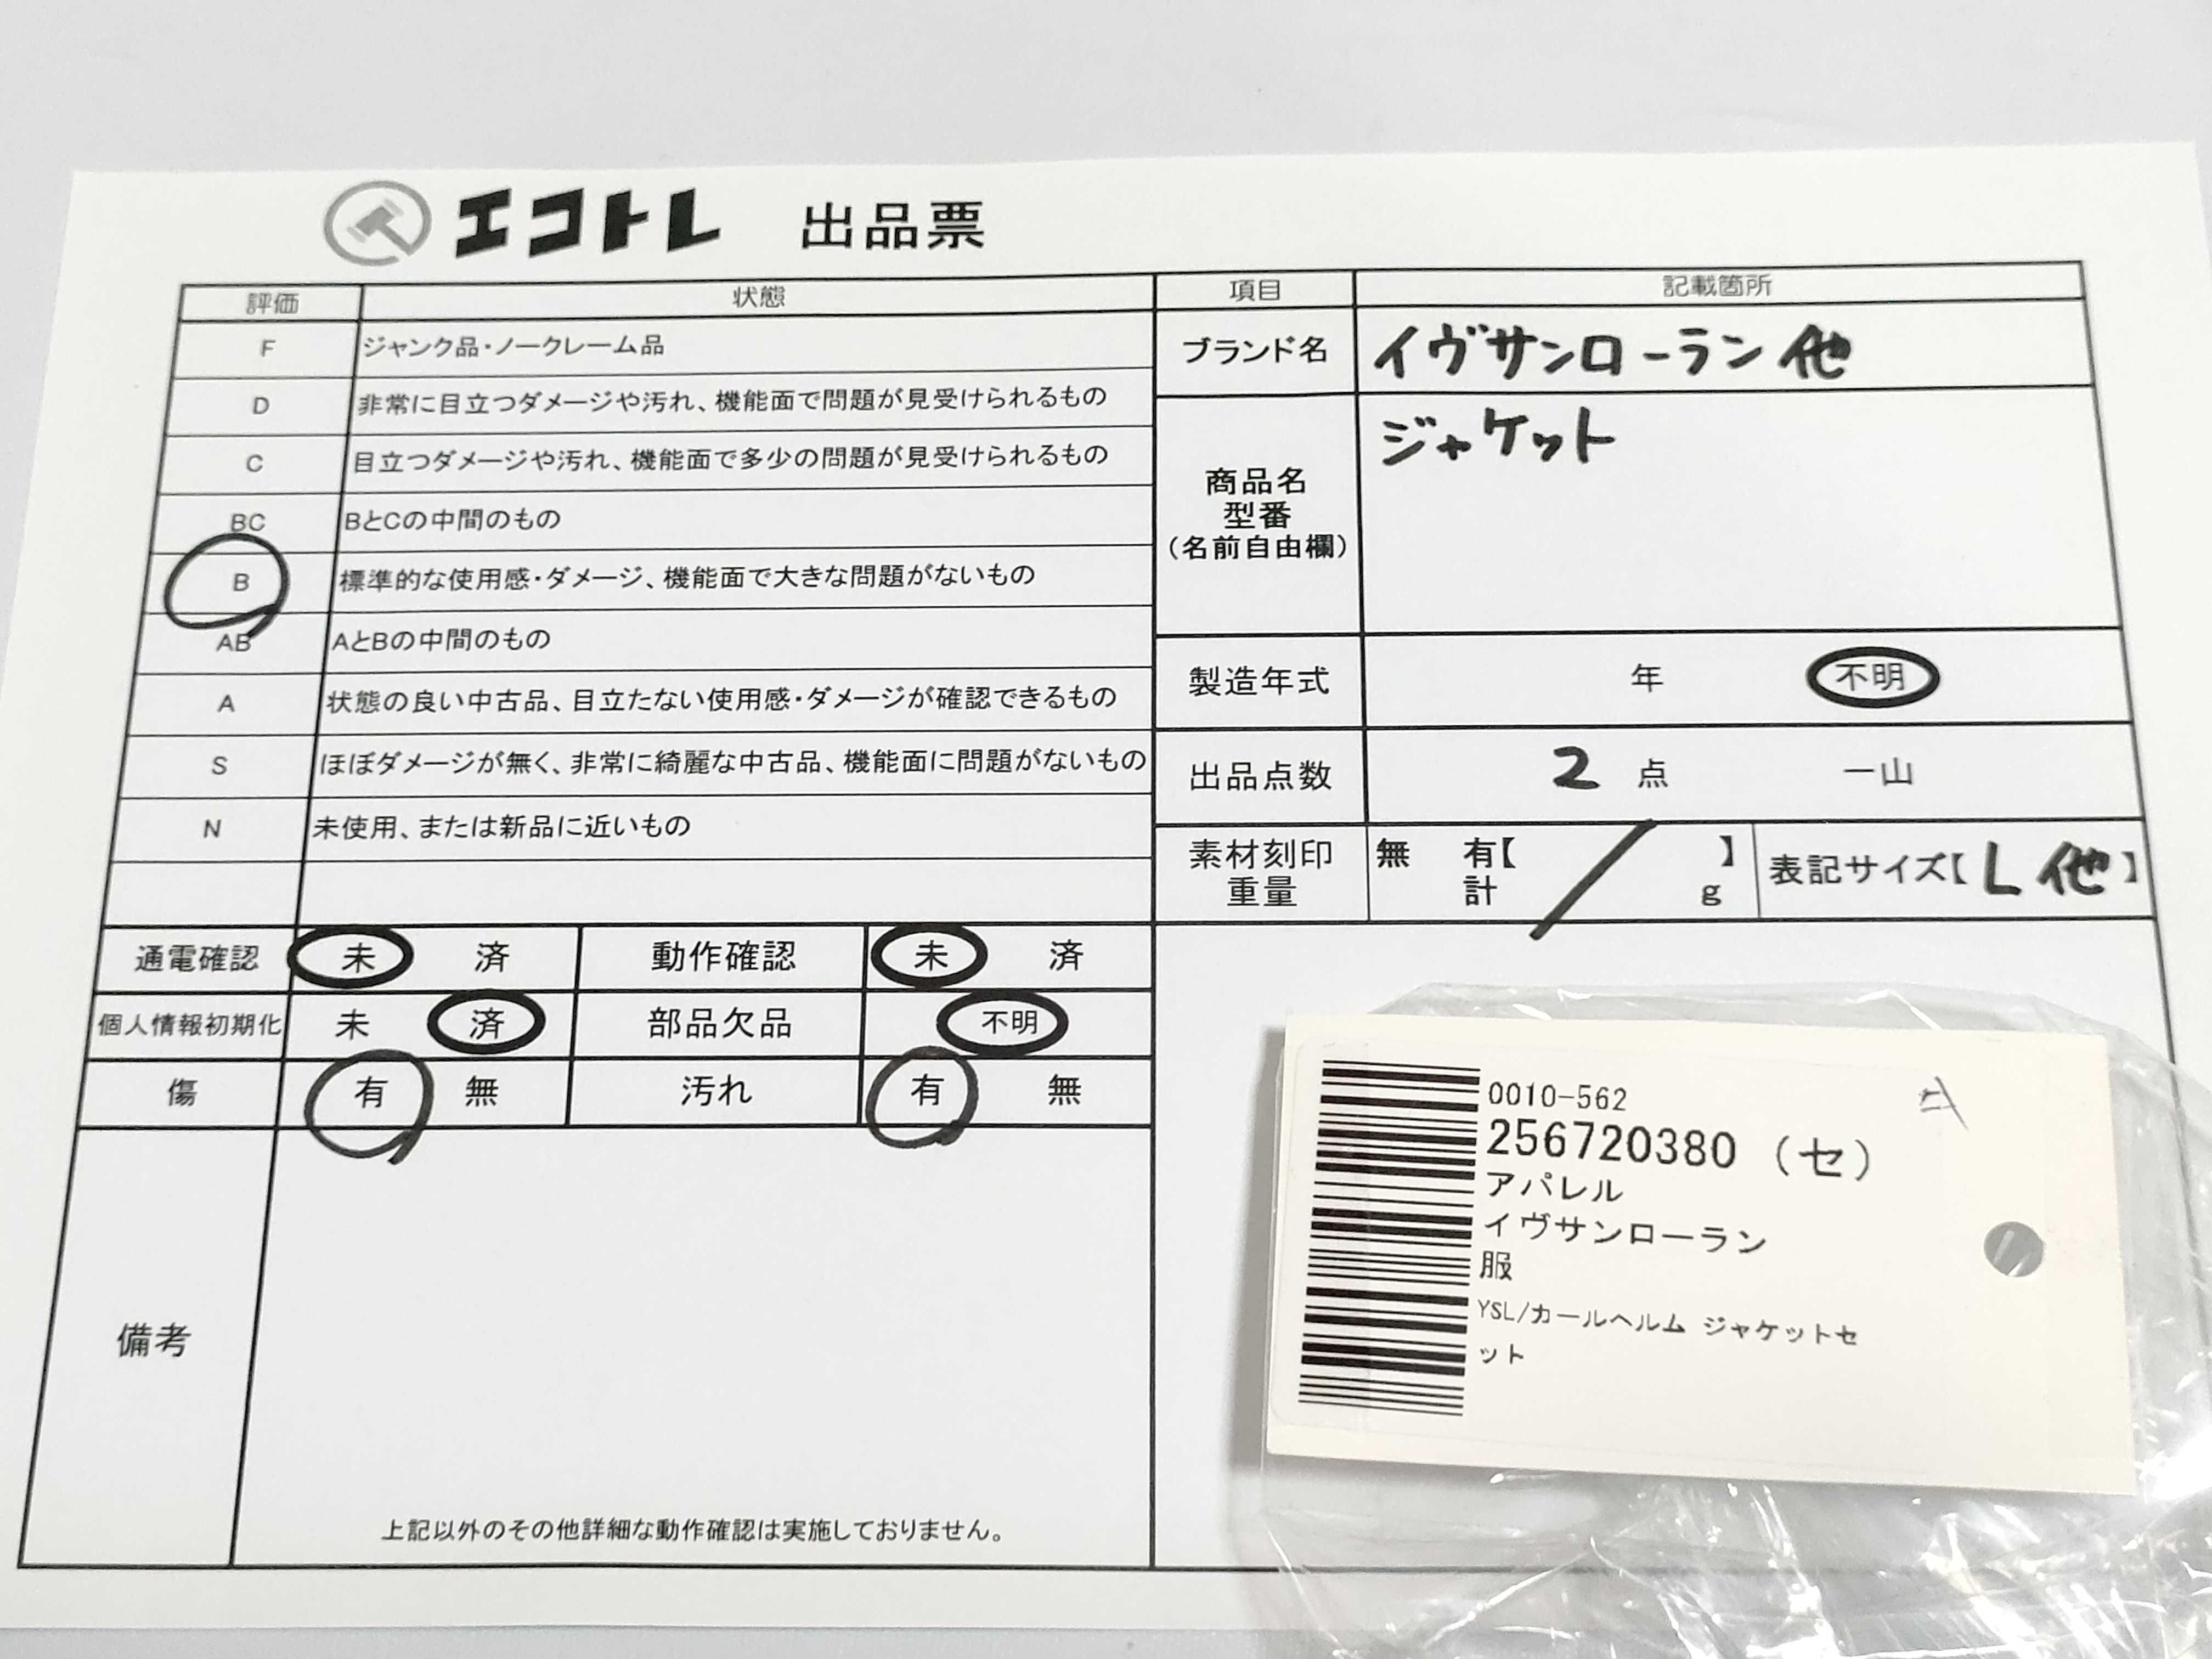 エコトレ 出品票
評価 状態
F ジャンク品・ノークレーム品
D 非常に目立つダメージや汚れ、機能面で問題が見受けられるもの
C 目立つダメージや汚れ、機能面で多少の問題が見受けられるもの
BC BとCの中間のもの
B 標準的な使用感・ダメージ、機能面で大きな問題がないもの
AB AとBの中間のもの
A 状態の良い中古品、目立たない使用感・ダメージが確認できるもの
S ほぼダメージが無く、非常に綺麗な中古品、機能面に問題がないもの
N 未使用、または新品に近いもの
通電確認 未 済 動作確認 未 済
個人情報初期化 未 済 部品欠品 不明
傷 有 無 汚れ 有 無
備考
上記以外のその他詳細な動作確認は実施しておりません。
項目 記載箇所
ブランド名 イヴサンローラン 他
商品名
型番
(名前自由欄)
ジャケット
製造年式 年 不明
出品点数 2 点 一山
素材刻印 無 有【 】
重量 計 g
表記サイズ【L 他】
0010-562
256720380 (セ)
アパレル
イヴサンローラン
服
YSL/カールヘルム ジャケットセ
ット